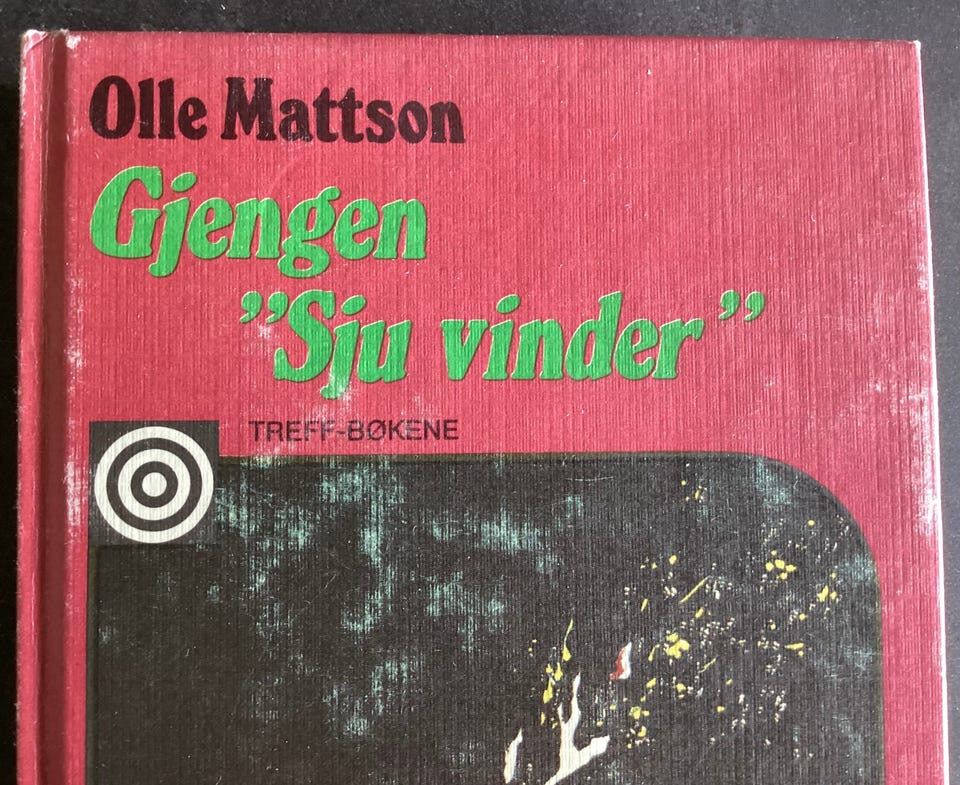 Olle Mattson
Gjengen
”Sju vinder”
TREFF-BØKENE